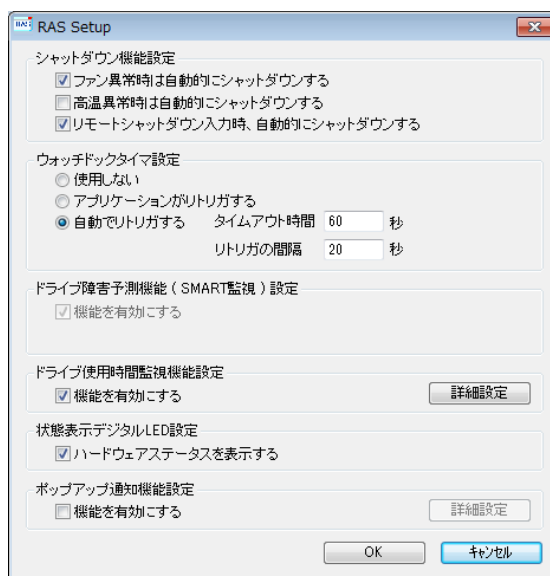 RAS Setup
シャットダウン機能設定
ファン異常時は自動的にシャットダウンする
高温異常時は自動的にシャットダウンする
リモートシャットダウン入力時、自動的にシャットダウンする
ウォッチドックタイマ設定
使用しない
アプリケーションがリトリガする
自動でリトリガする タイムアウト時間 60 秒
リトリガの間隔 20 秒
ドライブ障害予測機能 ( SMART監視 ) 設定
機能を有効にする
ドライブ使用時間監視機能設定
機能を有効にする 詳細設定
状態表示デジタルLED設定
ハードウェアステータスを表示する
ポップアップ通知機能設定
機能を有効にする 詳細設定
OK キャンセル